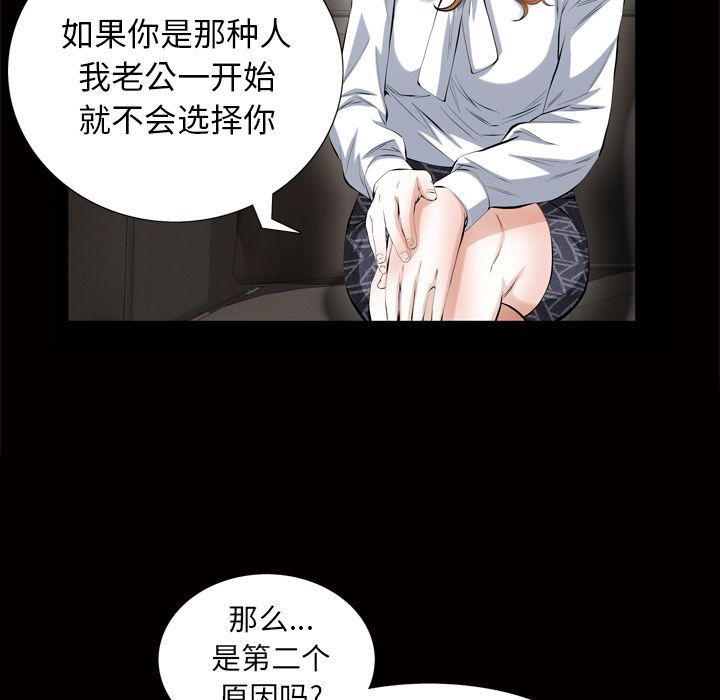 如果你是那种人
我老公一开始
就不会选择你
那么...
是第二个
原因吗?